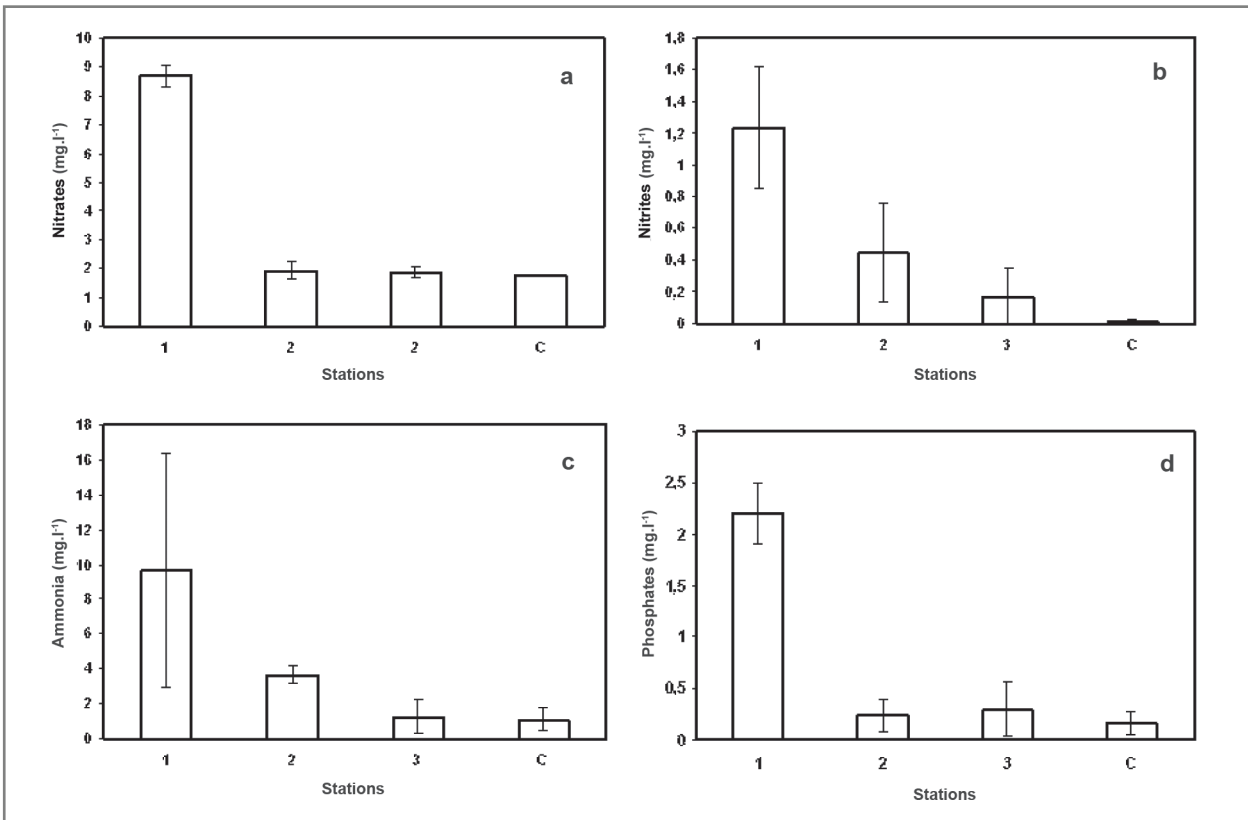 a
Nitrates (mg.l⁻¹)
10
9
8
7
6
5
4
3
2
1
0
1 2 2 C
Stations
b
Nitrites (mg.l⁻¹)
1,8
1,6
1,4
1,2
1
0,8
0,6
0,4
0,2
0
1 2 3 C
Stations
c
Ammonia (mg.l⁻¹)
18
16
14
12
10
8
6
4
2
0
1 2 3 C
Stations
d
Phosphates (mg.l⁻¹)
3
2,5
2
1,5
1
0,5
0
1 2 3 C
Stations